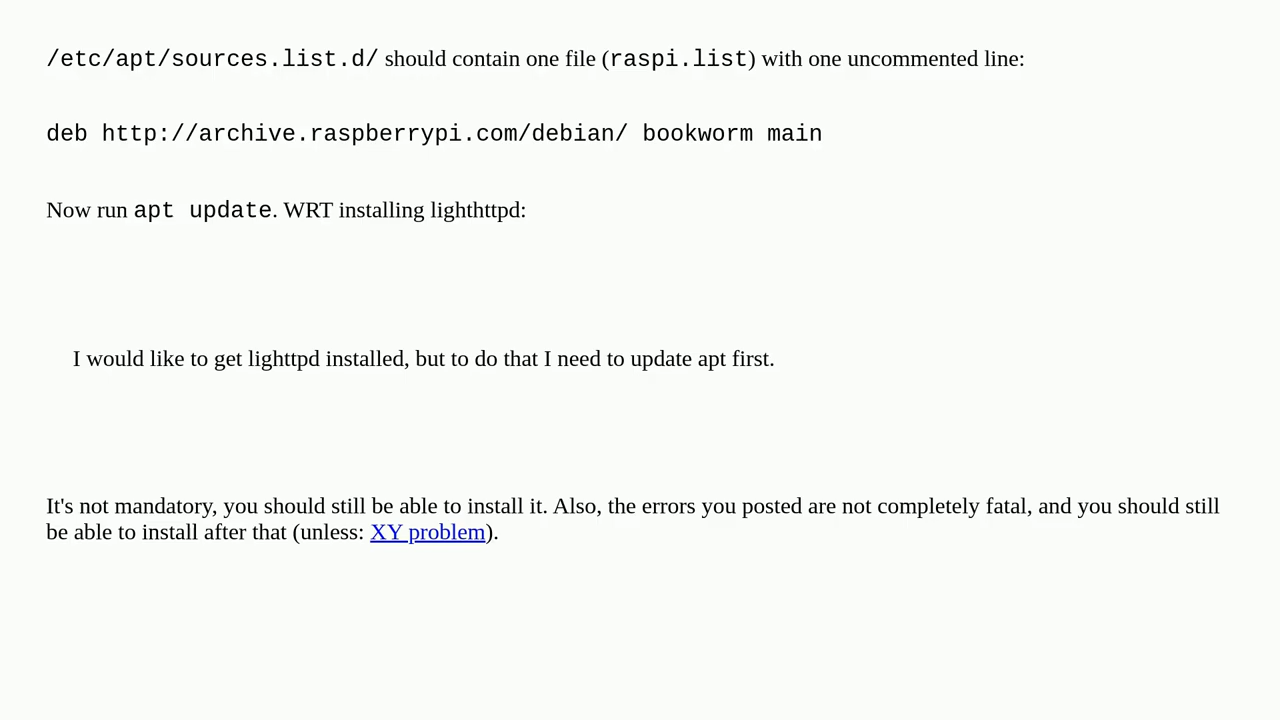 /etc/apt/sources.list.d/ should contain one file (raspi.list) with one uncommented line:
deb http://archive.raspberrypi.com/debian/ bookworm main
Now run apt update. WRT installing lighthttpd:
I would like to get lighttpd installed, but to do that I need to update apt first.
It's not mandatory, you should still be able to install it. Also, the errors you posted are not completely fatal, and you should still
be able to install after that (unless: XY problem).